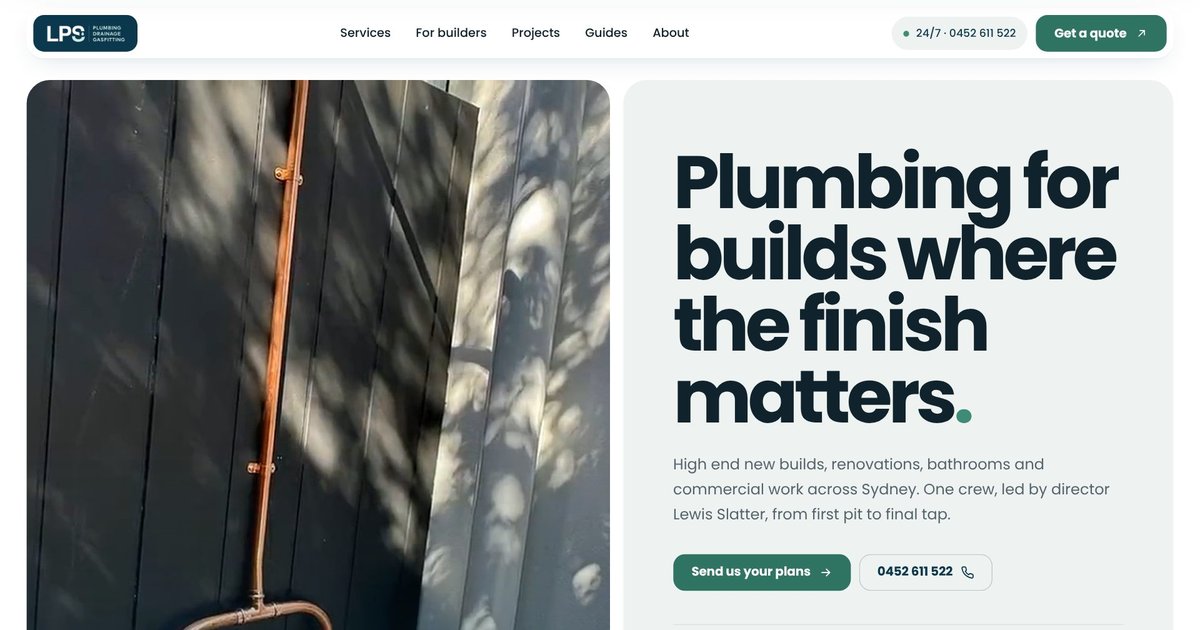 LPS
PLUMBING
DRAINAGE
GASFITTING
Services
For builders
Projects
Guides
About
24/7 · 0452 611 522
Get a quote
Plumbing for
builds where
the finish
matters.
High end new builds, renovations, bathrooms and
commercial work across Sydney. One crew, led by director
Lewis Slatter, from first pit to final tap.
Send us your plans
0452 611 522